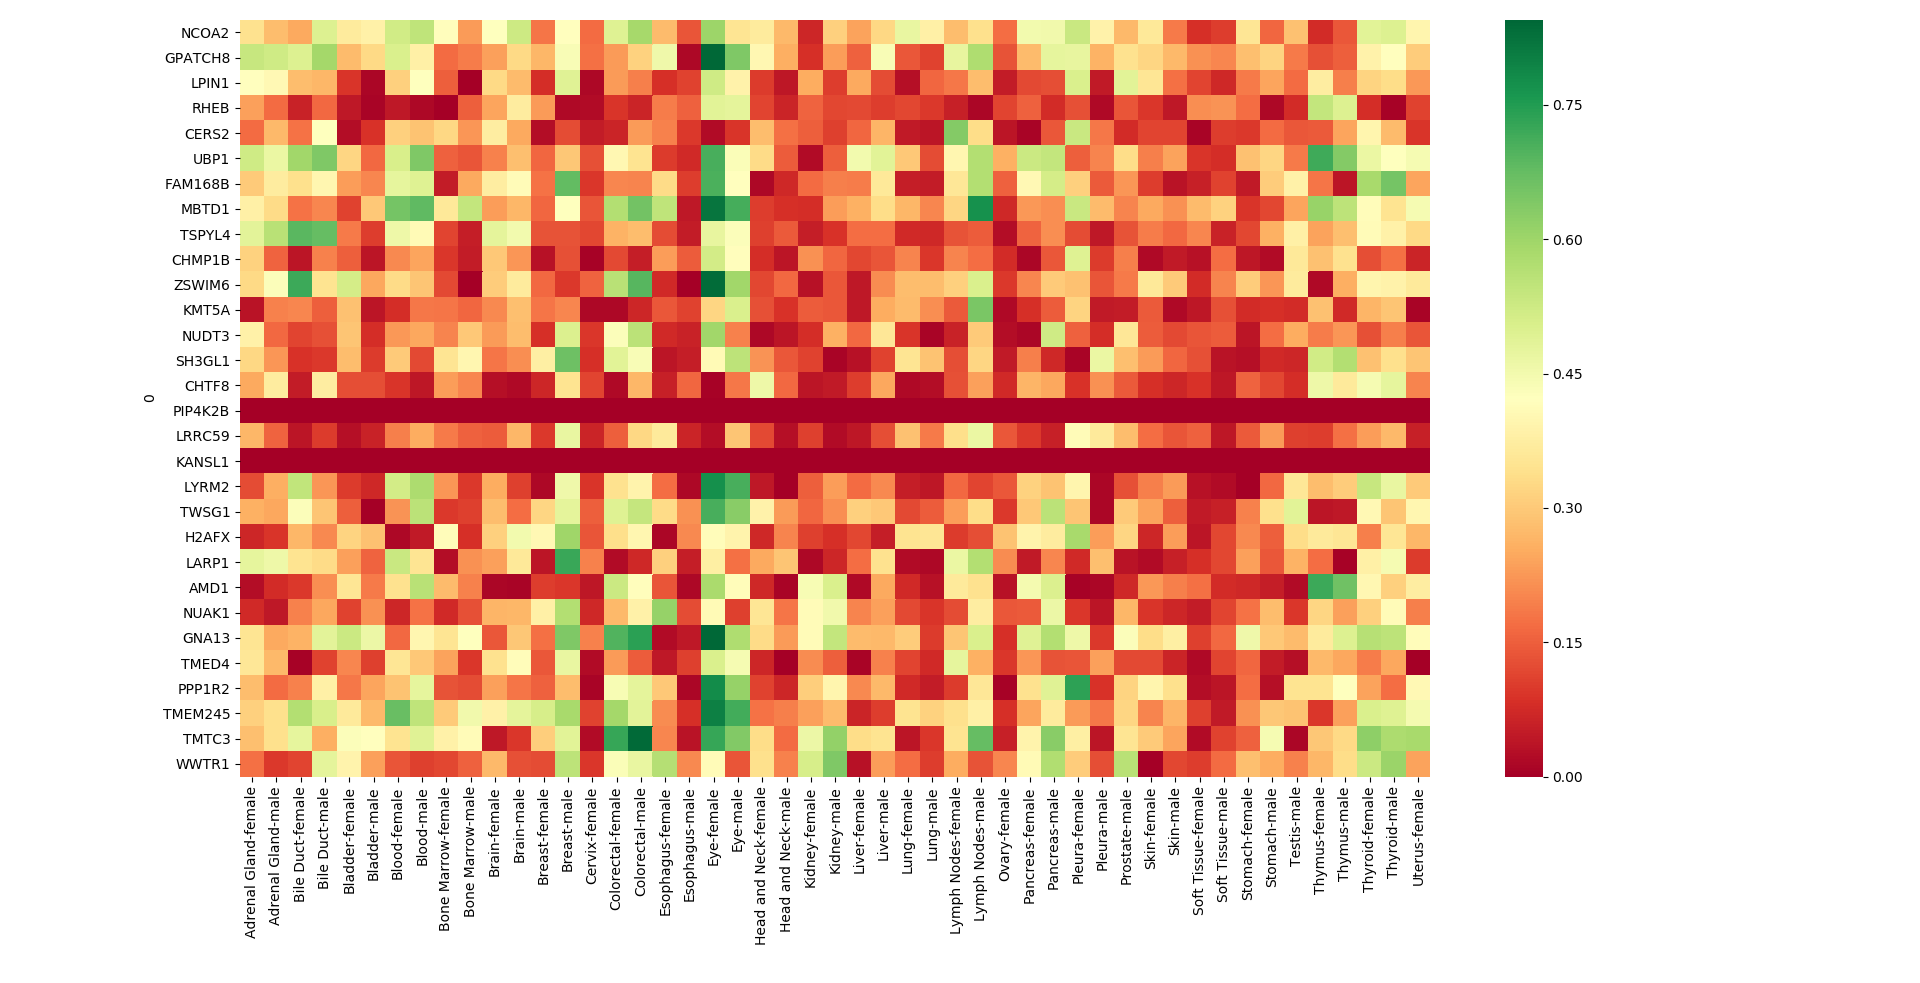 NCOA2
GPATCH8
LPIN1
RHEB
CERS2
UBP1
FAM168B
MBTD1
TSPYL4
CHMP1B
ZSWIM6
KMT5A
NUDT3
SH3GL1
CHTF8
PIP4K2B
LRRC59
KANSL1
LYRM2
TWSG1
H2AFX
LARP1
AMD1
NUAK1
GNA13
TMED4
PPP1R2
TMEM245
TMTC3
WWTR1
0
Adrenal Gland-female
Adrenal Gland-male
Bile Duct-female
Bile Duct-male
Bladder-female
Bladder-male
Blood-female
Blood-male
Bone Marrow-female
Bone Marrow-male
Brain-female
Brain-male
Breast-female
Breast-male
Cervix-female
Colorectal-female
Colorectal-male
Esophagus-female
Esophagus-male
Eye-female
Eye-male
Head and Neck-female
Head and Neck-male
Kidney-female
Kidney-male
Liver-female
Liver-male
Lung-female
Lung-male
Lymph Nodes-female
Lymph Nodes-male
Ovary-female
Pancreas-female
Pancreas-male
Pleura-female
Pleura-male
Prostate-male
Skin-female
Skin-male
Soft Tissue-female
Soft Tissue-male
Stomach-female
Stomach-male
Testis-male
Thymus-female
Thymus-male
Thyroid-female
Thyroid-male
Uterus-female
0.75
0.60
0.45
0.30
0.15
0.00